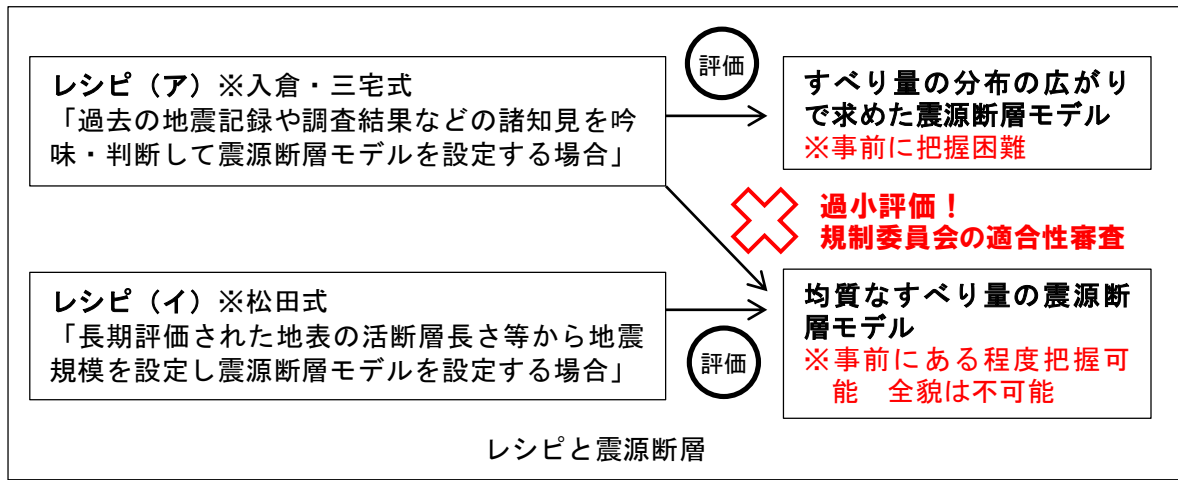 レシピ（ア）※入倉・三宅式
「過去の地震記録や調査結果などの諸知見を吟
味・判断して震源断層モデルを設定する場合」
評価
すべり量の分布の広がり
で求めた震源断層モデル
※事前に把握困難
過小評価！
規制委員会の適合性審査
レシピ（イ）※松田式
「長期評価された地表の活断層長さ等から地震
規模を設定し震源断層モデルを設定する場合」
評価
均質なすべり量の震源断
層モデル
※事前にある程度把握可
能　全貌は不可能
レシピと震源断層